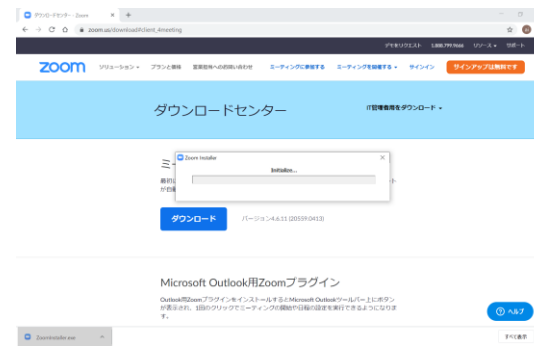 ダウンロードセンター - Zoom
zoom.us/download#client_4meeting
デモをリクエスト 1.888.799.9666 リソース サポート
zoom ソリューション プランと価格 営業担当へのお問い合わせ ミーティングに参加する ミーティングを開催する サインイン サインアップは無料です
ダウンロードセンター IT管理者用をダウンロード
Zoom Installer
Initialize...
ミー
最初に
ト
が自動
ダウンロード バージョン4.6.11 (20559.0413)
Microsoft Outlook用Zoomプラグイン
Outlook用Zoomプラグインをインストールすると Microsoft Outlookツールバー上にボタン
が表示され、1回のクリックでミーティングの開始や日程の設定を実行できるようになりま
す。
ヘルプ
ZoomInstaller.exe すべて表示